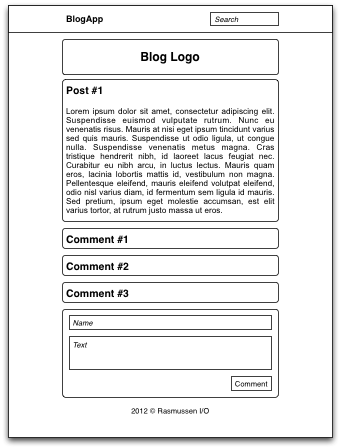 BlogApp
Search
Blog Logo
Post #1
Lorem ipsum dolor sit amet, consectetur adipiscing elit.
Suspendisse euismod vulputate rutrum. Nunc eu
venenatis risus. Mauris at nisi eget ipsum tincidunt varius
sed quis mauris. Suspendisse ut odio ligula, ut congue
nulla. Suspendisse venenatis metus magna. Cras
tristique hendrerit nibh, id laoreet lacus feugiat nec.
Curabitur eu nibh arcu, in luctus lectus. Mauris quam
eros, lacinia lobortis mattis id, vestibulum non magna.
Pellentesque eleifend, mauris eleifend volutpat eleifend,
odio nisl varius diam, id fermentum sem ligula id mauris.
Sed pretium, ipsum eget molestie accumsan, est elit
varius tortor, at rutrum justo massa ut eros.
Comment #1
Comment #2
Comment #3
Name
Text
Comment
2012 © Rasmussen I/O